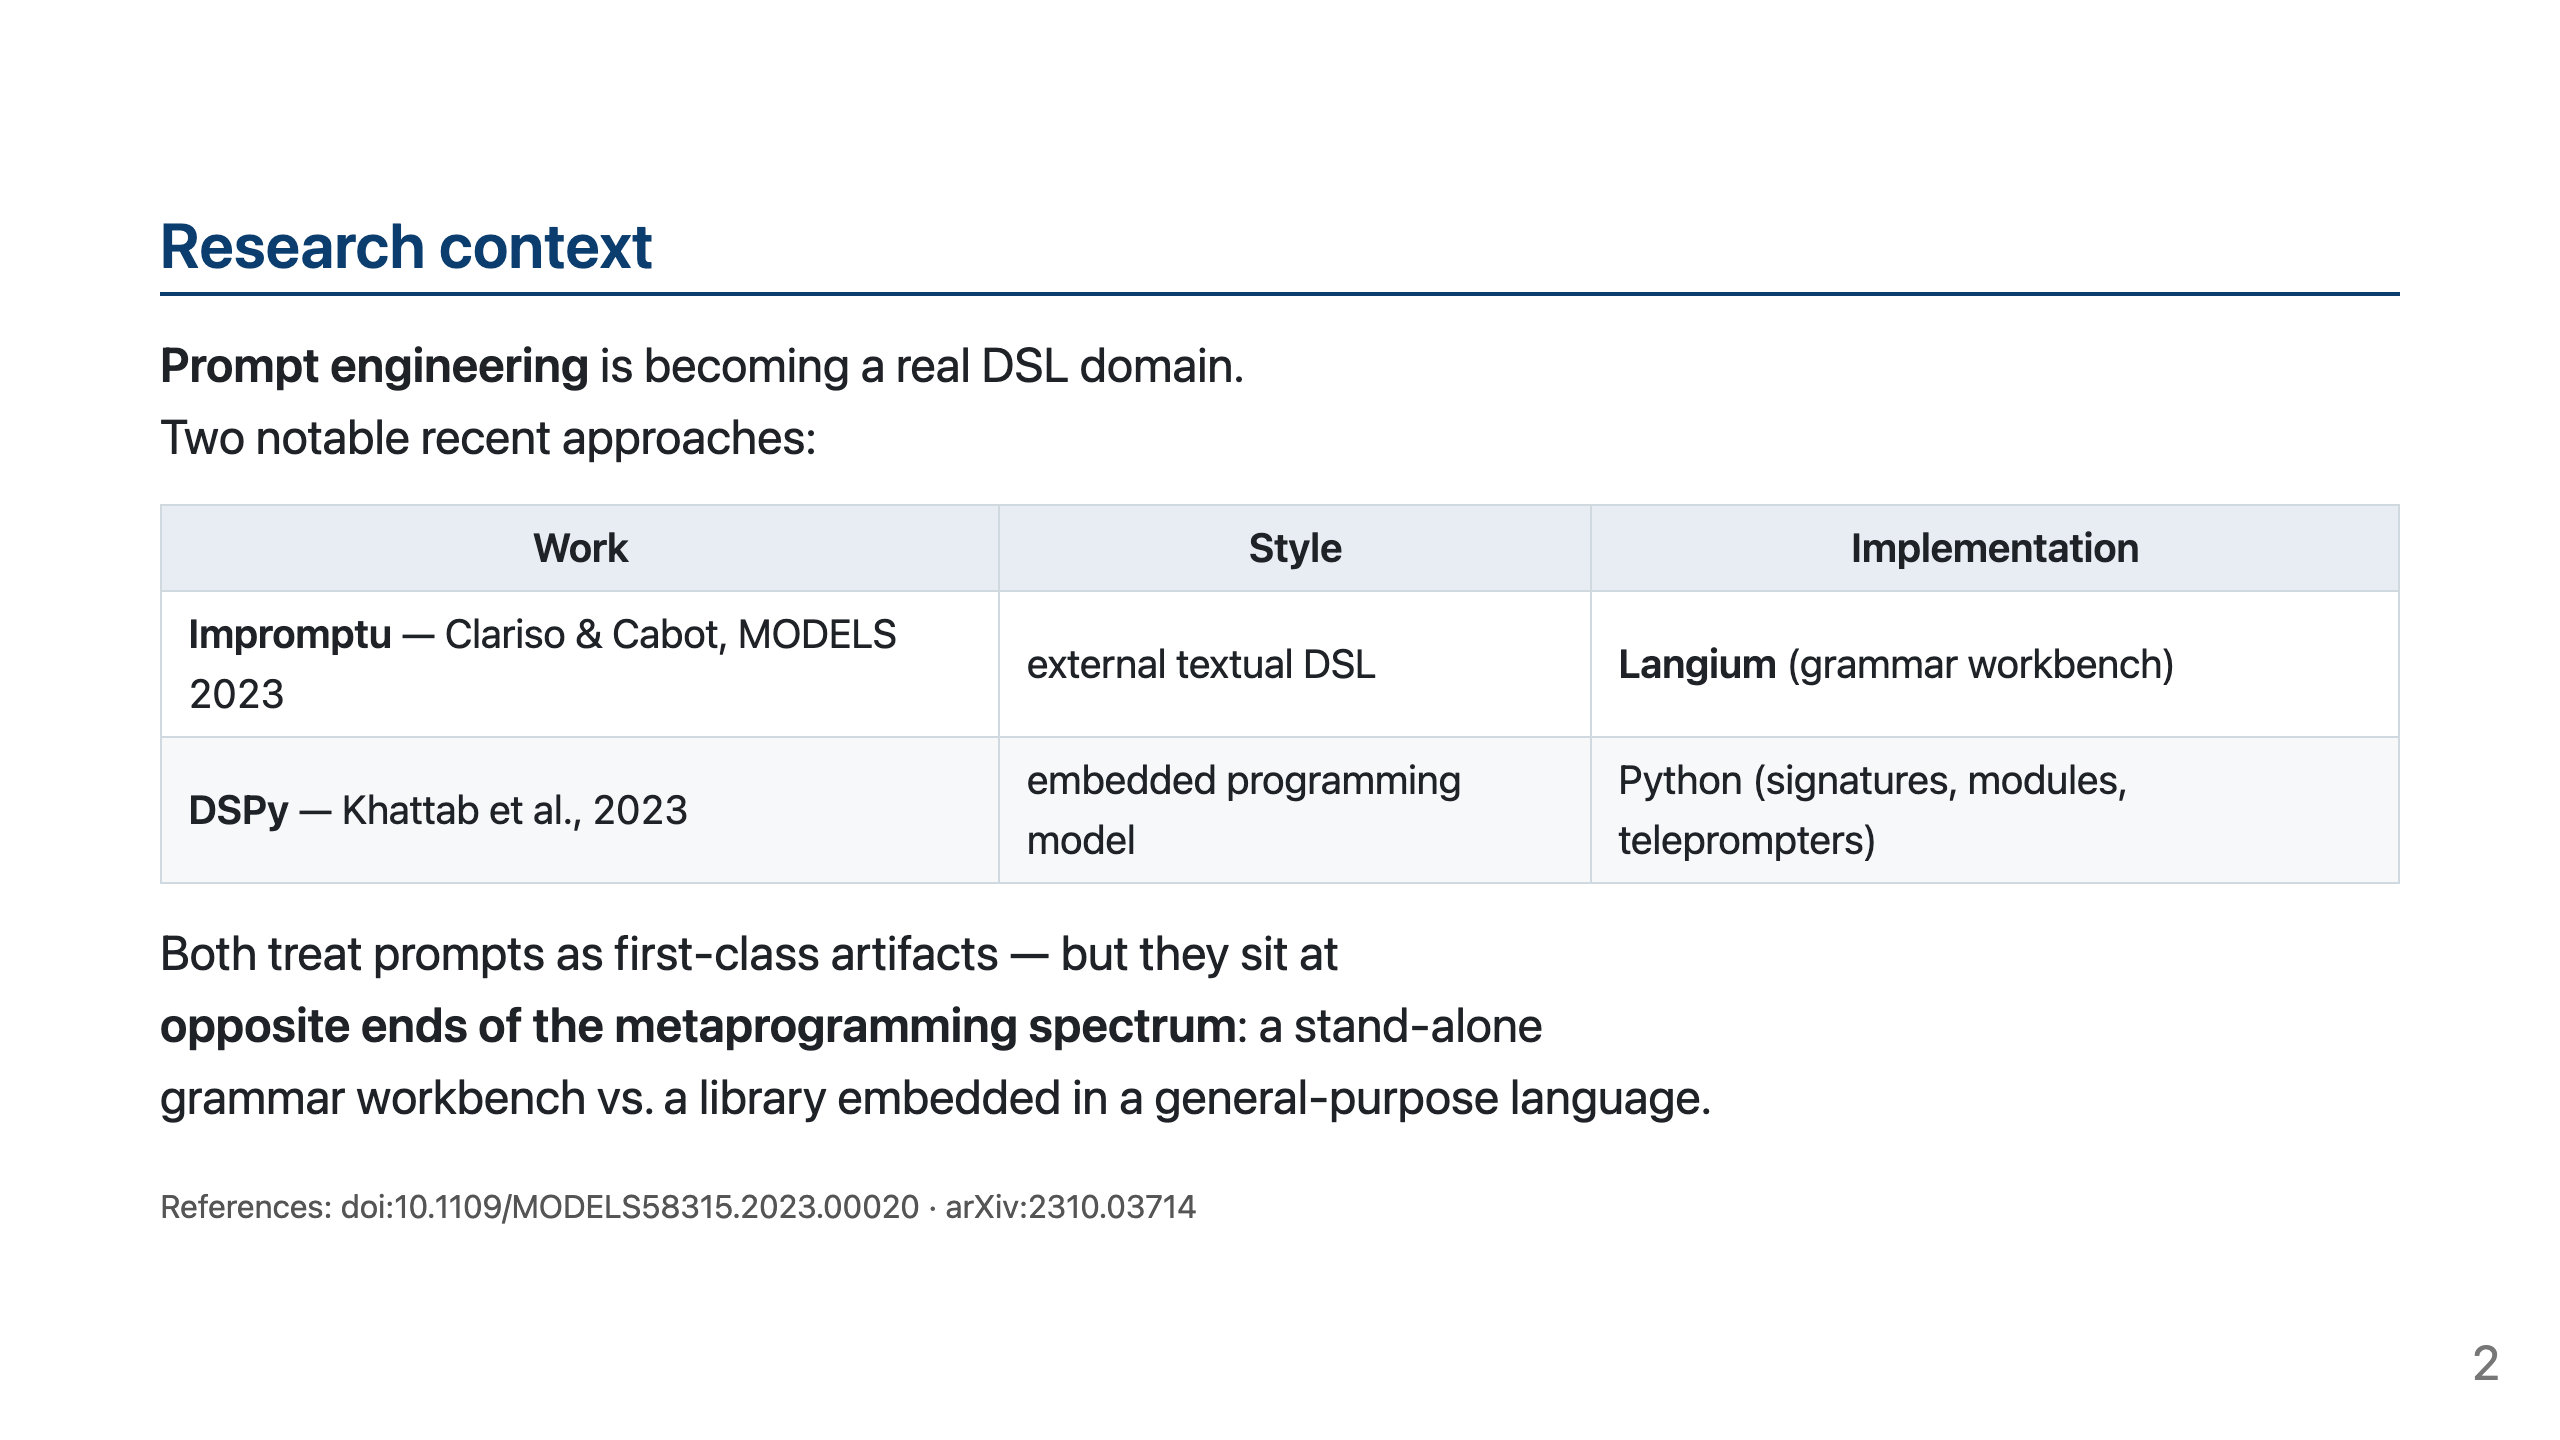 Research context
Prompt engineering is becoming a real DSL domain.
Two notable recent approaches:
Work Style Implementation
Impromptu — Clariso & Cabot, MODELS
2023
external textual DSL
Langium (grammar workbench)
DSPy — Khattab et al., 2023
embedded programming
model
Python (signatures, modules,
teleprompters)
Both treat prompts as first-class artifacts — but they sit at
opposite ends of the metaprogramming spectrum: a stand-alone
grammar workbench vs. a library embedded in a general-purpose language.
References: doi:10.1109/MODELS58315.2023.00020 · arXiv:2310.03714
2